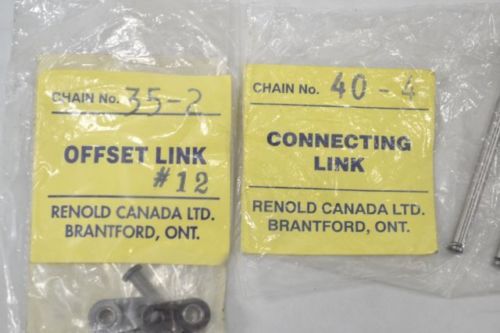 CHAIN No. 35-2
OFFSET LINK
#12
RENOLD CANADA LTD.
BRANTFORD, ONT.
CHAIN No. 40-4
CONNECTING
LINK
RENOLD CANADA LTD.
BRANTFORD, ONT.